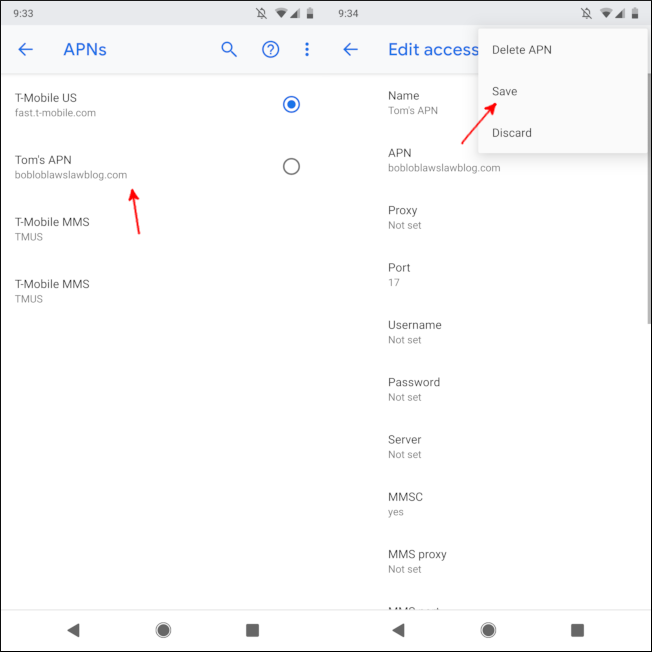 9:33
APNs
T-Mobile US
fast.t-mobile.com
Tom's APN
bobloblawslawblog.com
T-Mobile MMS
TMUS
T-Mobile MMS
TMUS
9:34
Edit access
Delete APN
Save
Discard
Name
Tom's APN
APN
bobloblawslawblog.com
Proxy
Not set
Port
17
Username
Not set
Password
Not set
Server
Not set
MMSC
yes
MMS proxy
Not set